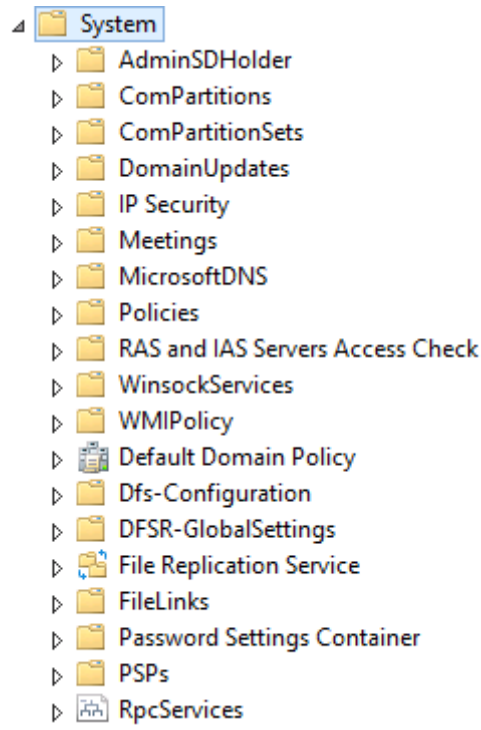 System
AdminSDHolder
ComPartitions
ComPartitionSets
DomainUpdates
IP Security
Meetings
MicrosoftDNS
Policies
RAS and IAS Servers Access Check
WinsockServices
WMIPolicy
Default Domain Policy
Dfs-Configuration
DFSR-GlobalSettings
File Replication Service
FileLinks
Password Settings Container
PSPs
RpcServices